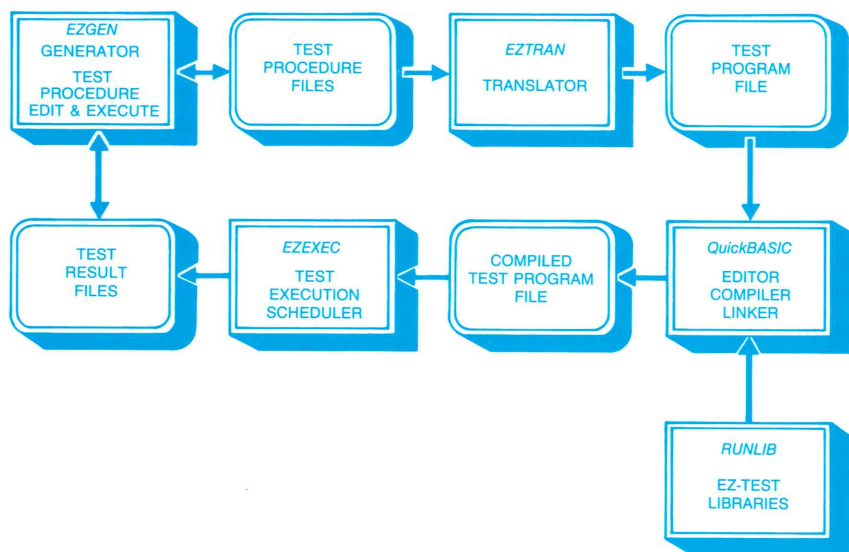 EZGEN
GENERATOR
TEST
PROCEDURE
EDIT & EXECUTE
TEST
PROCEDURE
FILES
EZTRAN
TRANSLATOR
TEST
PROGRAM
FILE
TEST
RESULT
FILES
EZEXEC
TEST
EXECUTION
SCHEDULER
COMPILED
TEST PROGRAM
FILE
QuickBASIC
EDITOR
COMPILER
LINKER
RUNLIB
EZ-TEST
LIBRARIES